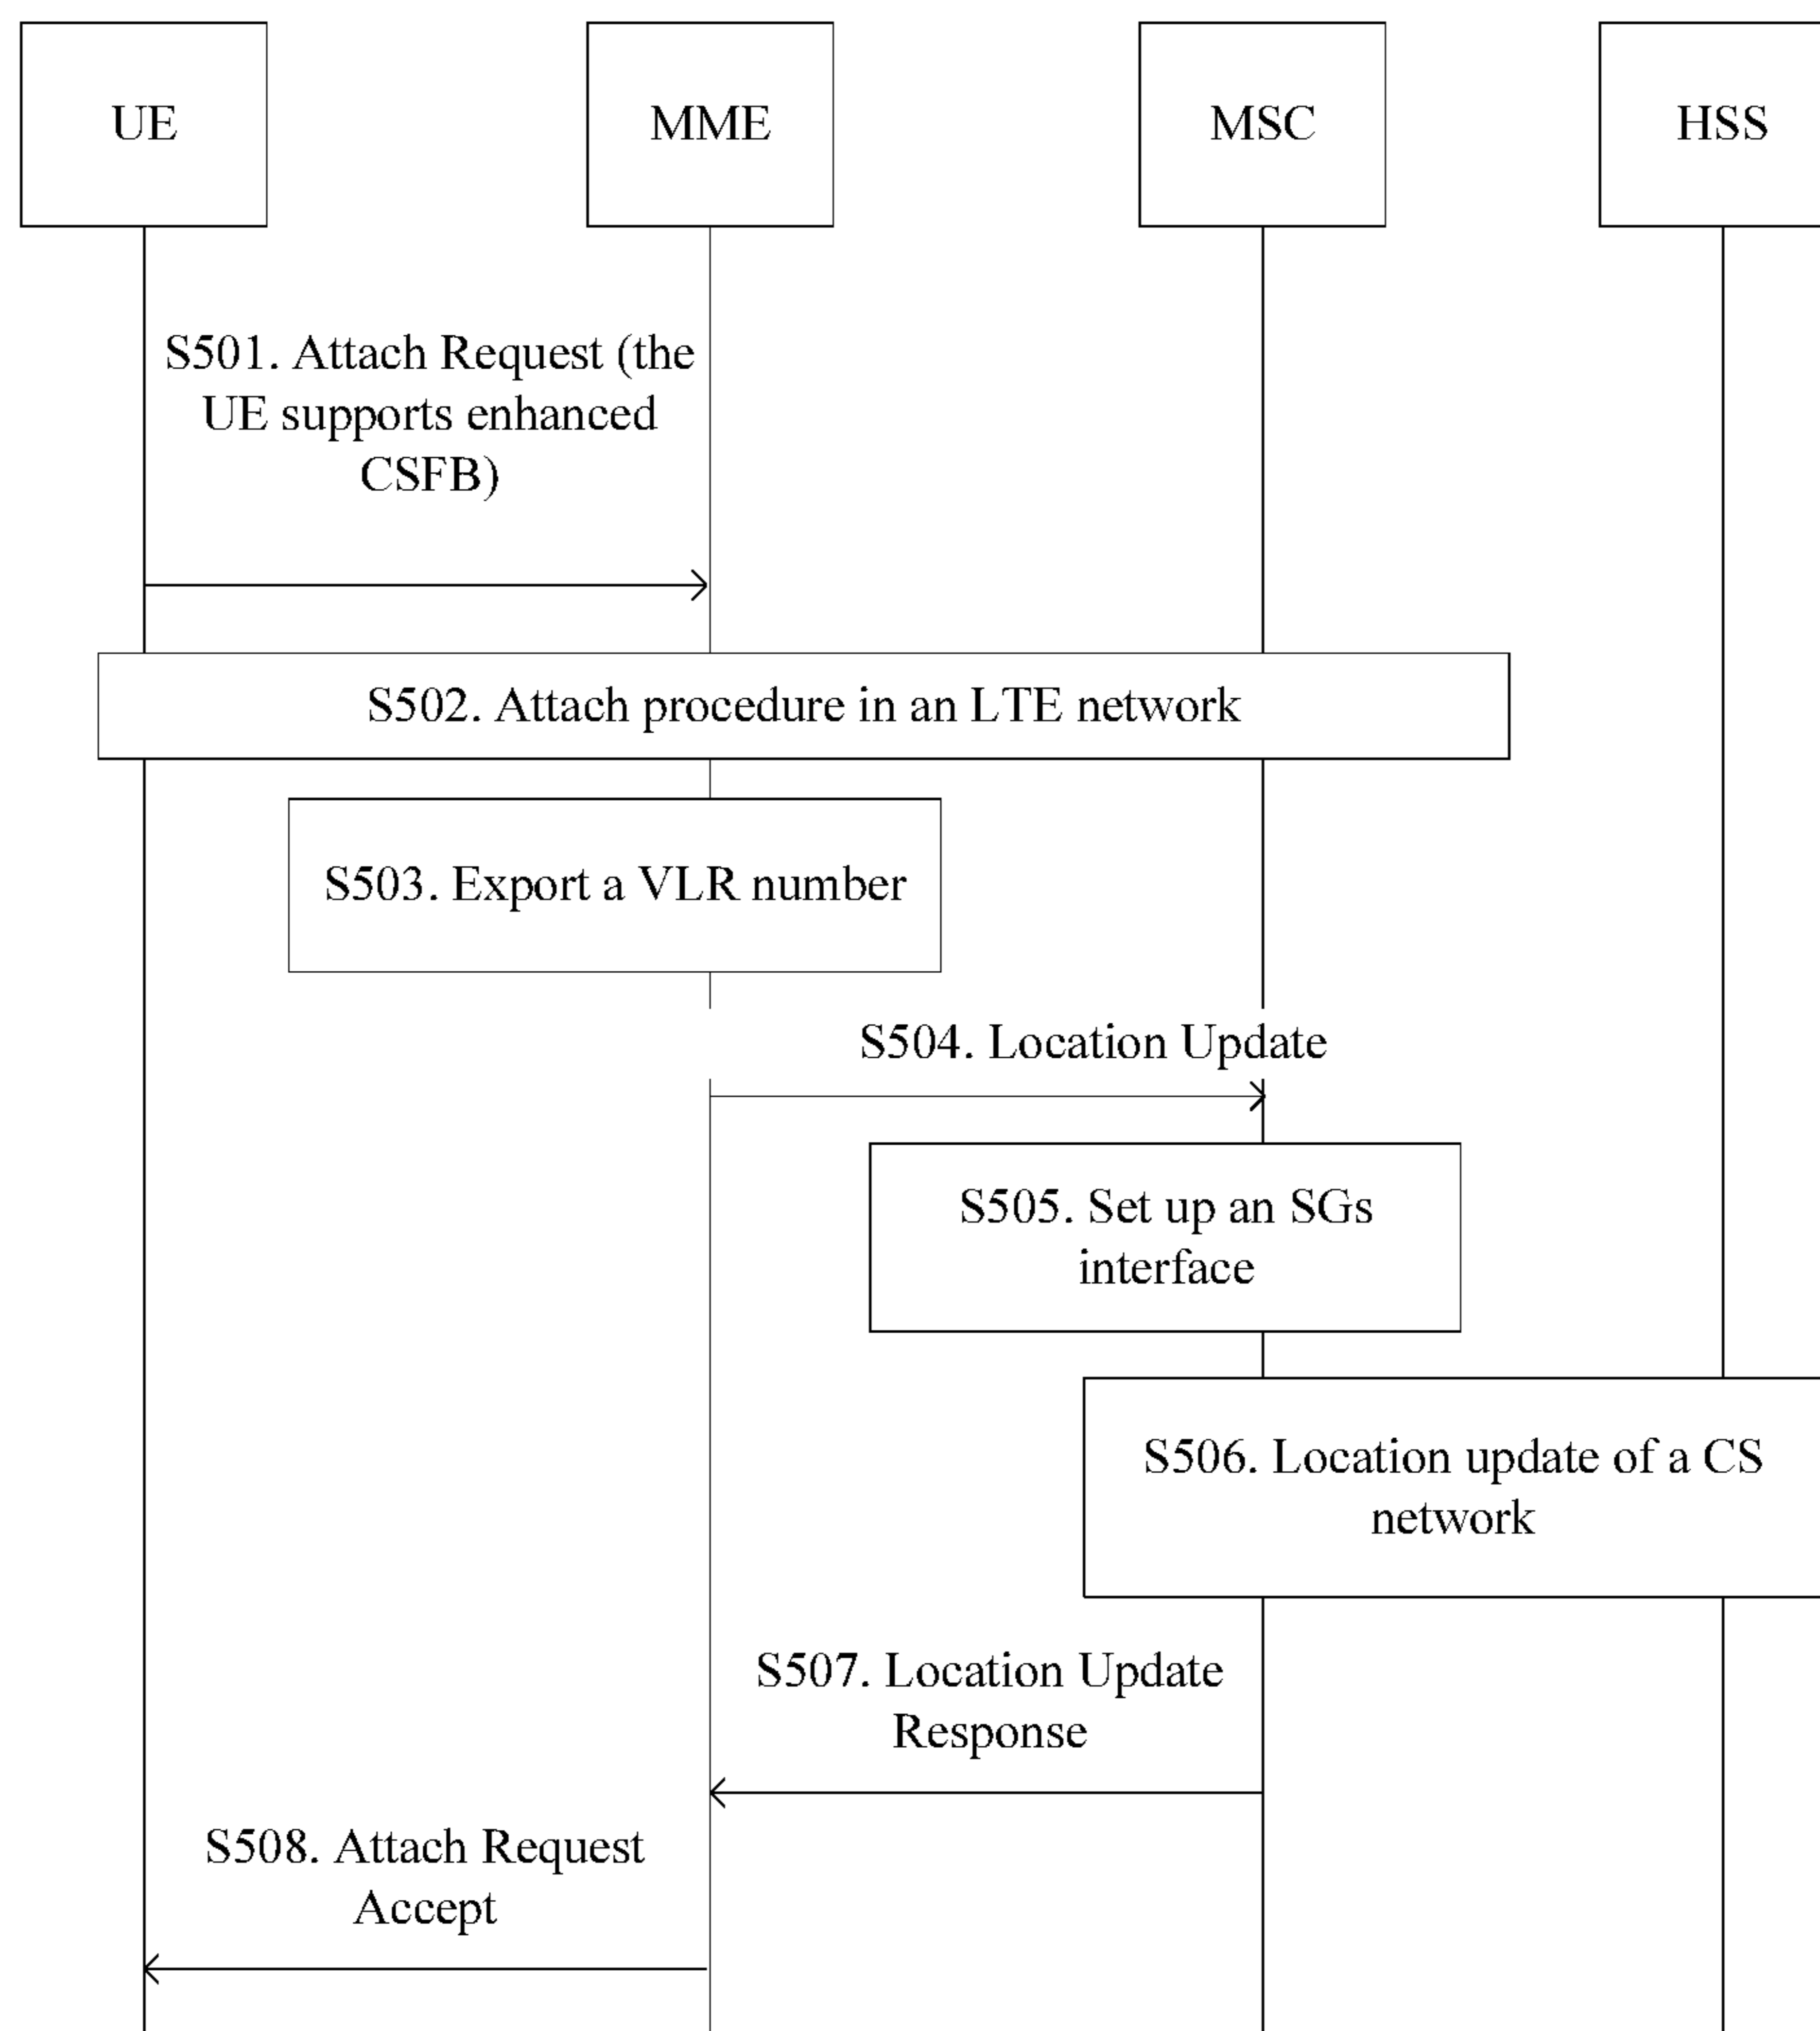 UE
MME
MSC
HSS
S501. Attach Request (the
UE supports enhanced
CSFB)
S502. Attach procedure in an LTE network
S503. Export a VLR number
S504. Location Update
S505. Set up an SGs
interface
S506. Location update of a CS
network
S507. Location Update
Response
S508. Attach Request
Accept